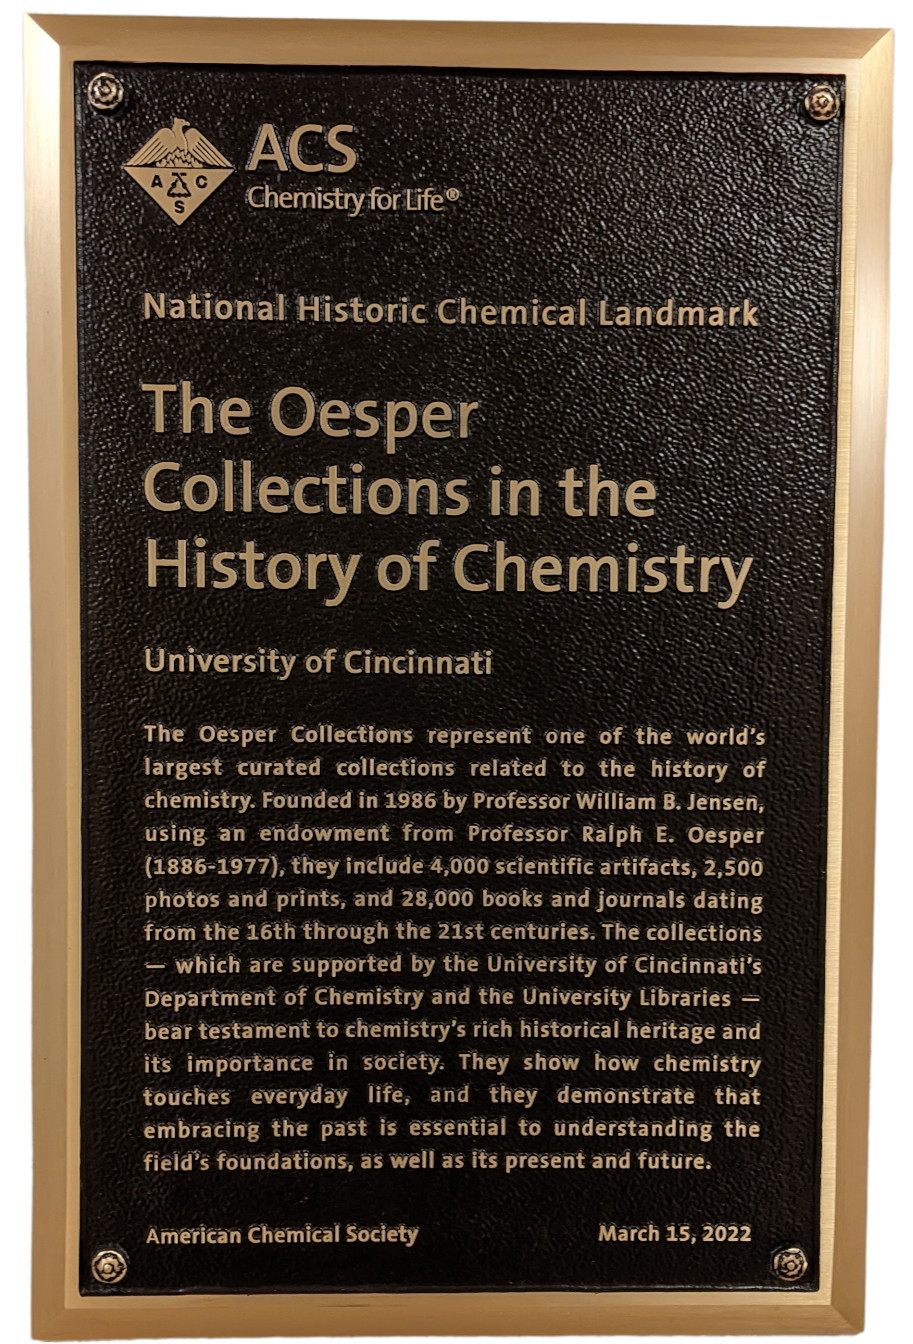 ACS
Chemistry for Life®
A C
S
National Historic Chemical Landmark
The Oesper
Collections in the
History of Chemistry
University of Cincinnati
The Oesper Collections represent one of the world's
largest curated collections related to the history of
chemistry. Founded in 1986 by Professor William B. Jensen,
using an endowment from Professor Ralph E. Oesper
(1886-1977), they include 4,000 scientific artifacts, 2,500
photos and prints, and 28,000 books and journals dating
from the 16th through the 21st centuries. The collections
— which are supported by the University of Cincinnati's
Department of Chemistry and the University Libraries —
bear testament to chemistry's rich historical heritage and
its importance in society. They show how chemistry
touches everyday life, and they demonstrate that
embracing the past is essential to understanding the
field's foundations, as well as its present and future.
American Chemical Society March 15, 2022